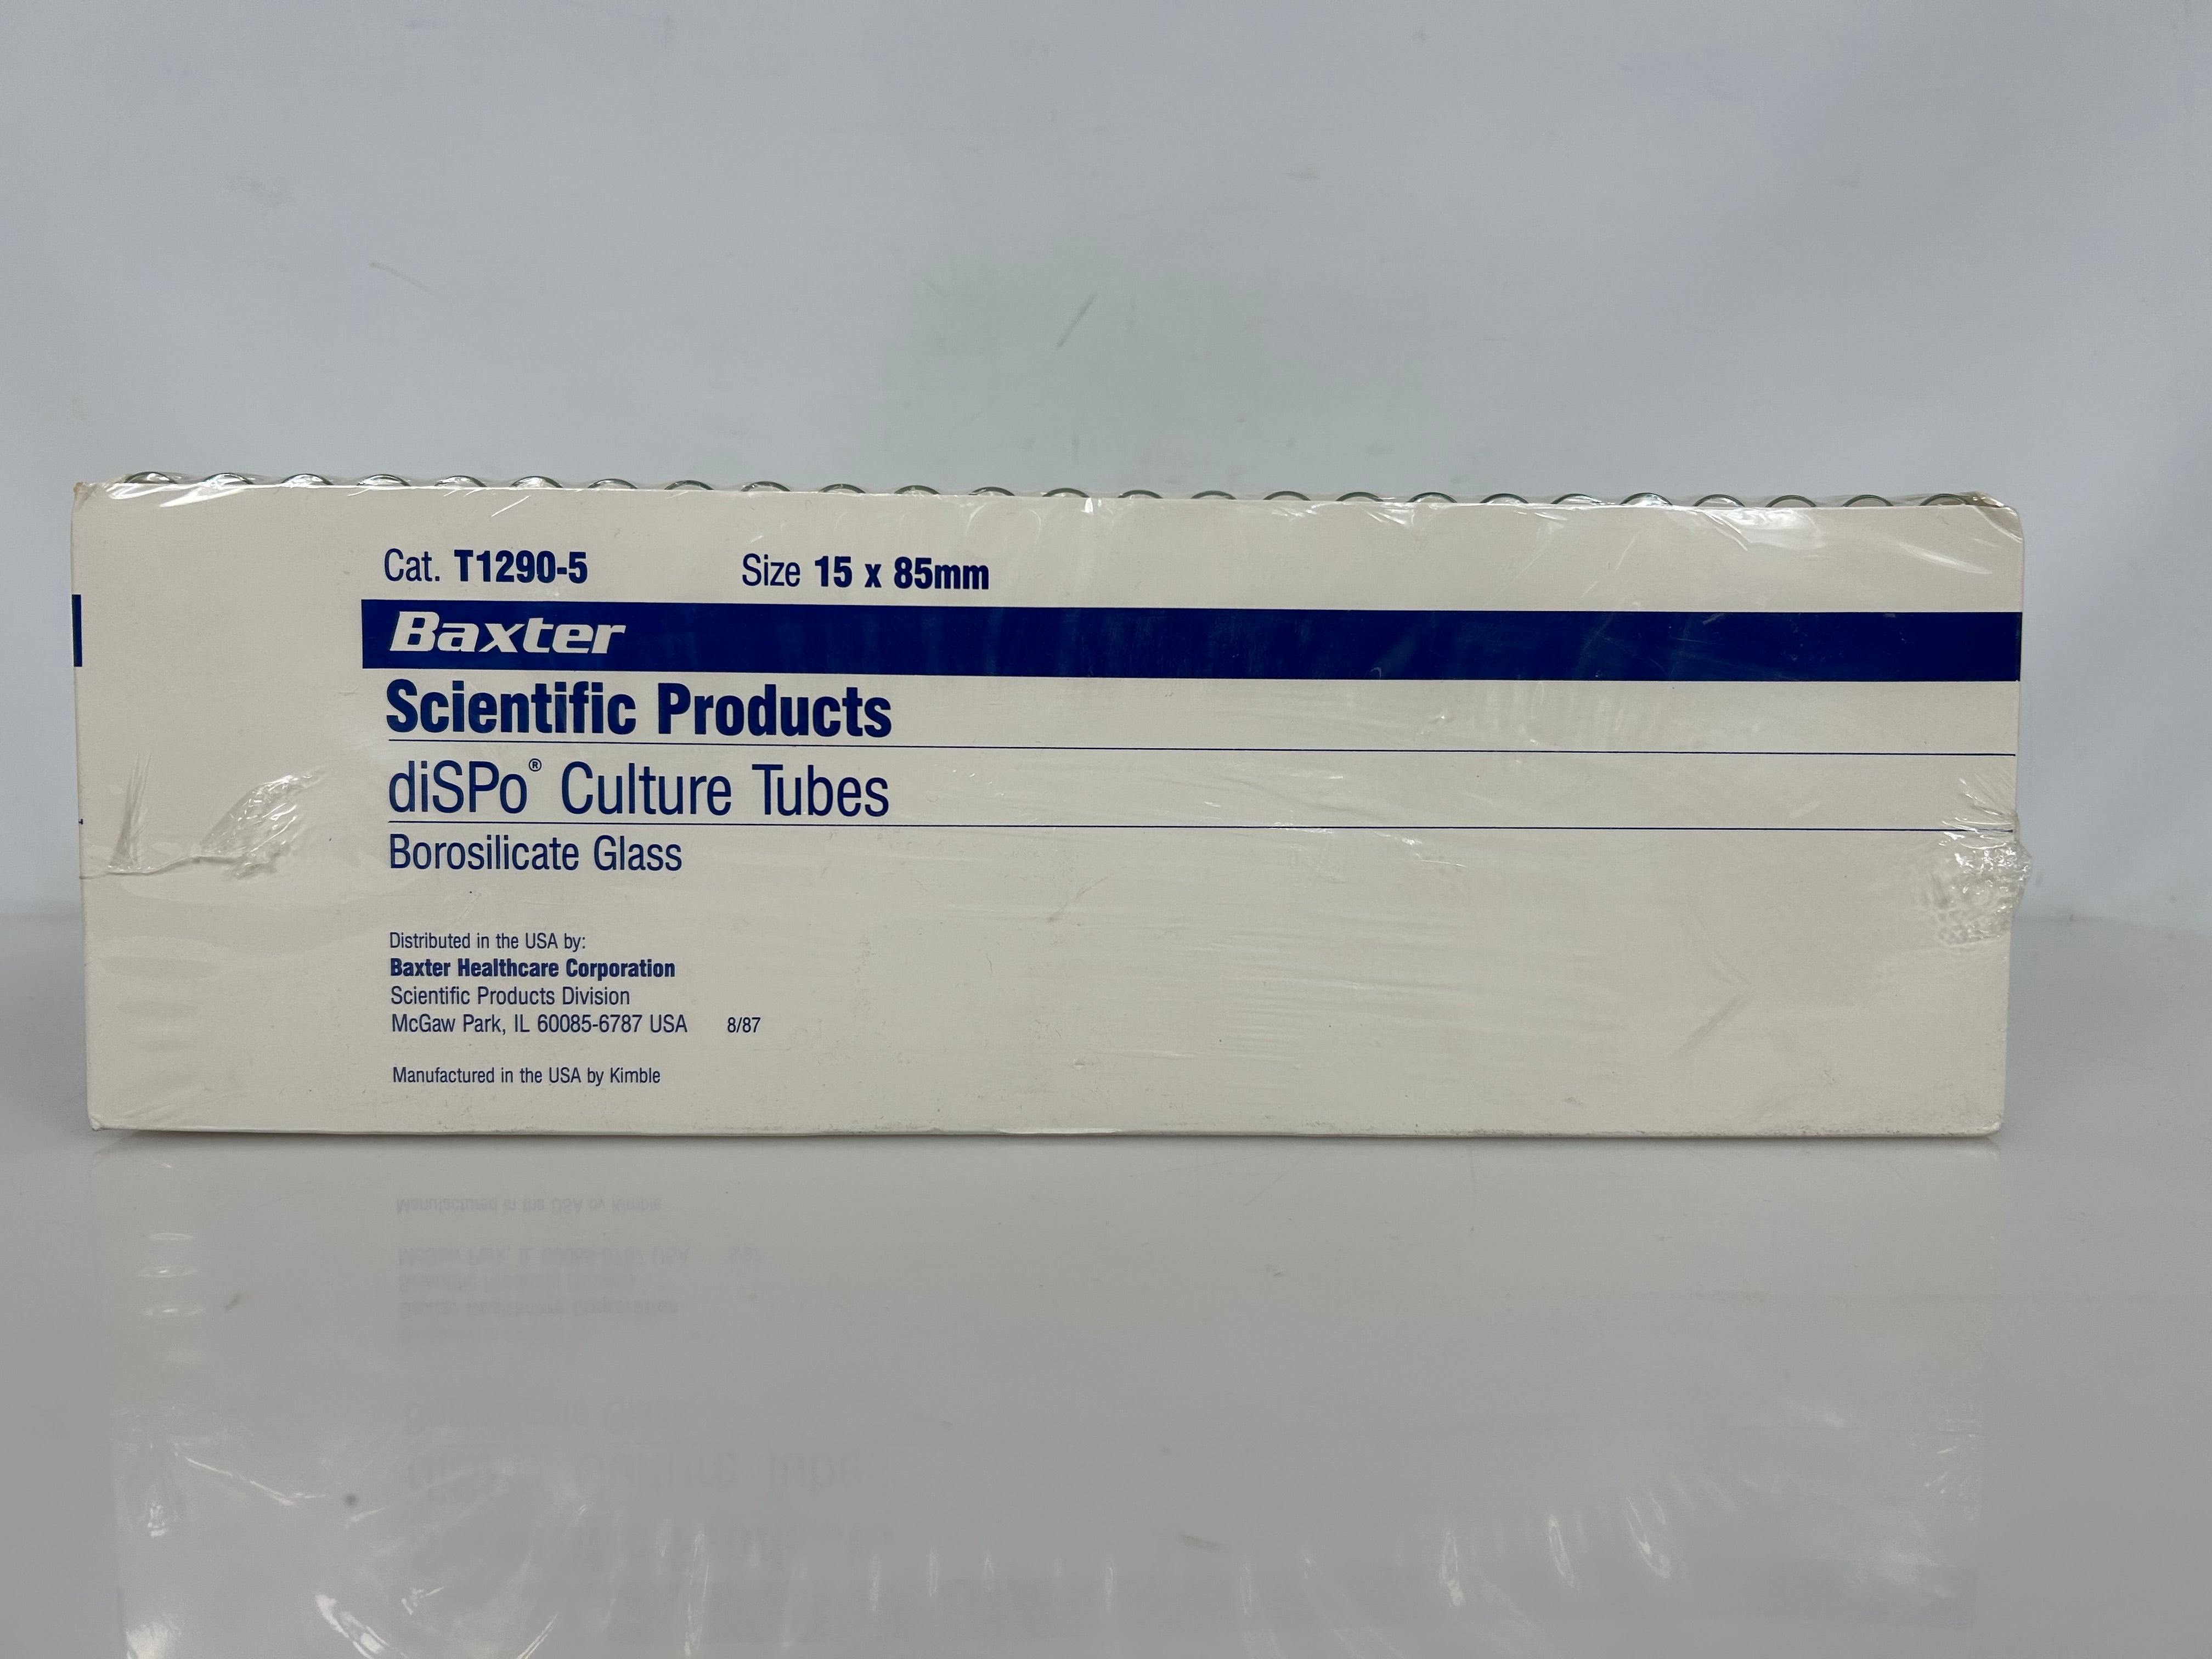 Cat. T1290-5 Size 15 x 85mm
Baxter
Scientific Products
diSPo® Culture Tubes
Borosilicate Glass
Distributed in the USA by:
Baxter Healthcare Corporation
Scientific Products Division
McGaw Park, IL 60085-6787 USA 8/87
Manufactured in the USA by Kimble